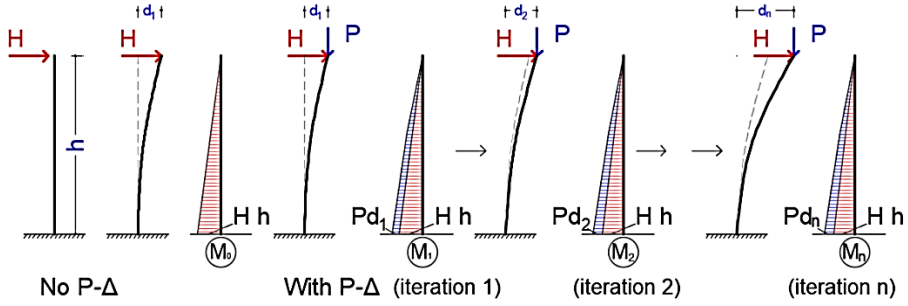 d₁ d₁ d₂ dₙ
H H H P H P H P
h
H h Pd₁ H h Pd₂ H h Pdₙ H h
M₀ M₁ M₂ Mₙ
No P-Δ With P-Δ (iteration 1) (iteration 2) (iteration n)